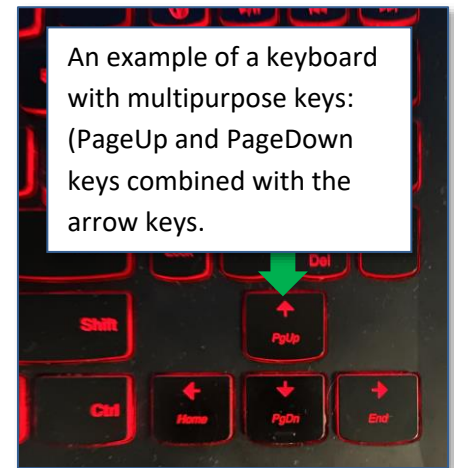 An example of a keyboard
with multipurpose keys:
(PageUp and PageDown
keys combined with the
arrow keys.
Del
Shift
PgUp
Ctrl
Home
PgDn
End